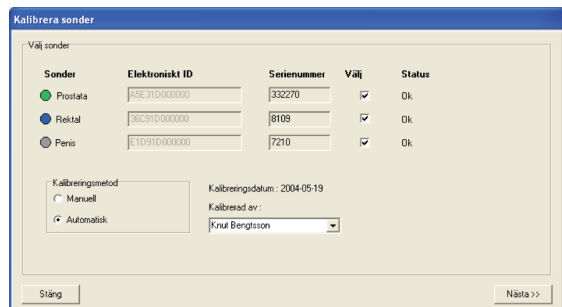 Kalibrera sonder
Välj sonder
Sonder Elektroniskt ID Serienummer Välj Status
Prostata A5E31D000000 332270 Ok
Rektal 36C91D000000 8109 Ok
Penis E1D91D000000 7210 Ok
Kalibreringsmetod
Manuell
Automatisk
Kalibreringsdatum : 2004-05-19
Kalibrerad av :
Knut Bengtsson
Stäng Nästa >>